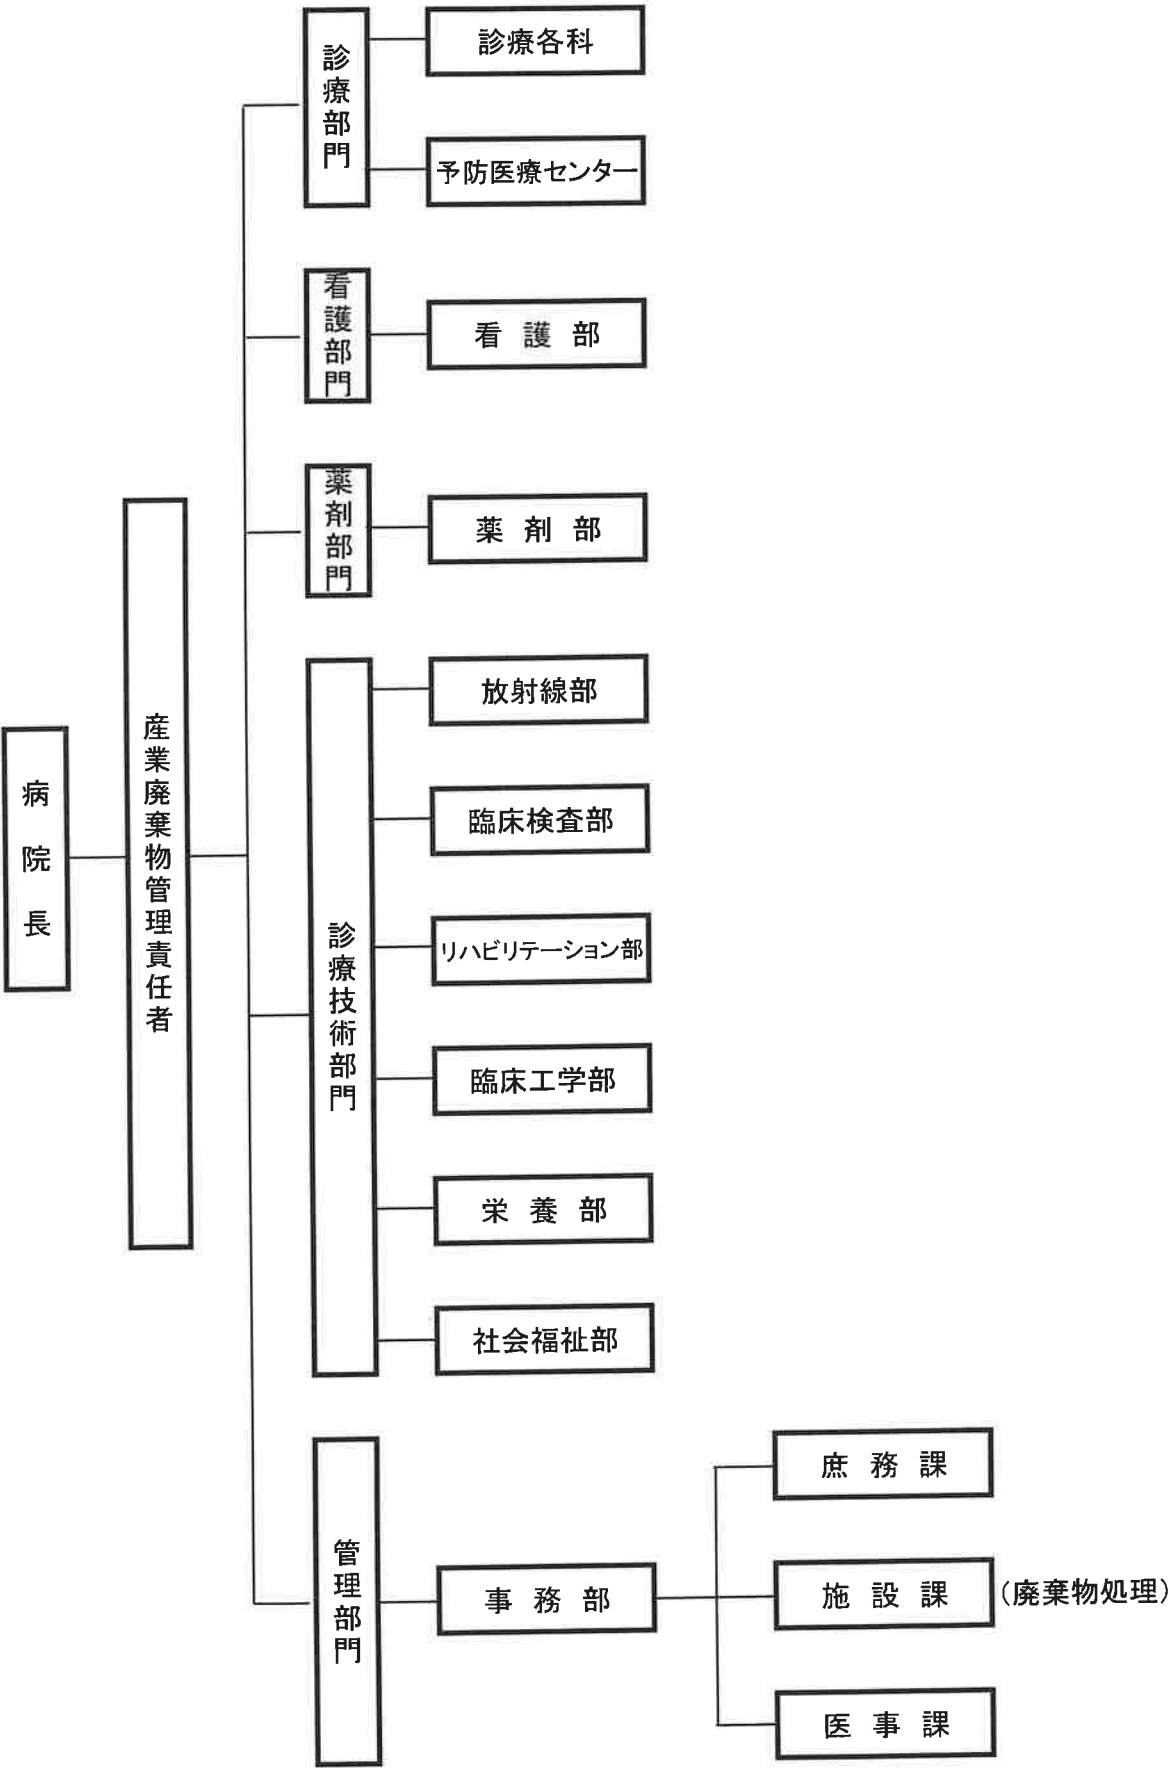 病院長
産業廃棄物管理責任者
診療部門
診療各科
予防医療センター
看護部門
看護部
薬剤部門
薬剤部
診療技術部門
放射線部
臨床検査部
リハビリテーション部
臨床工学部
栄養部
社会福祉部
管理部門
事務部
庶務課
施設課 (廃棄物処理)
医事課